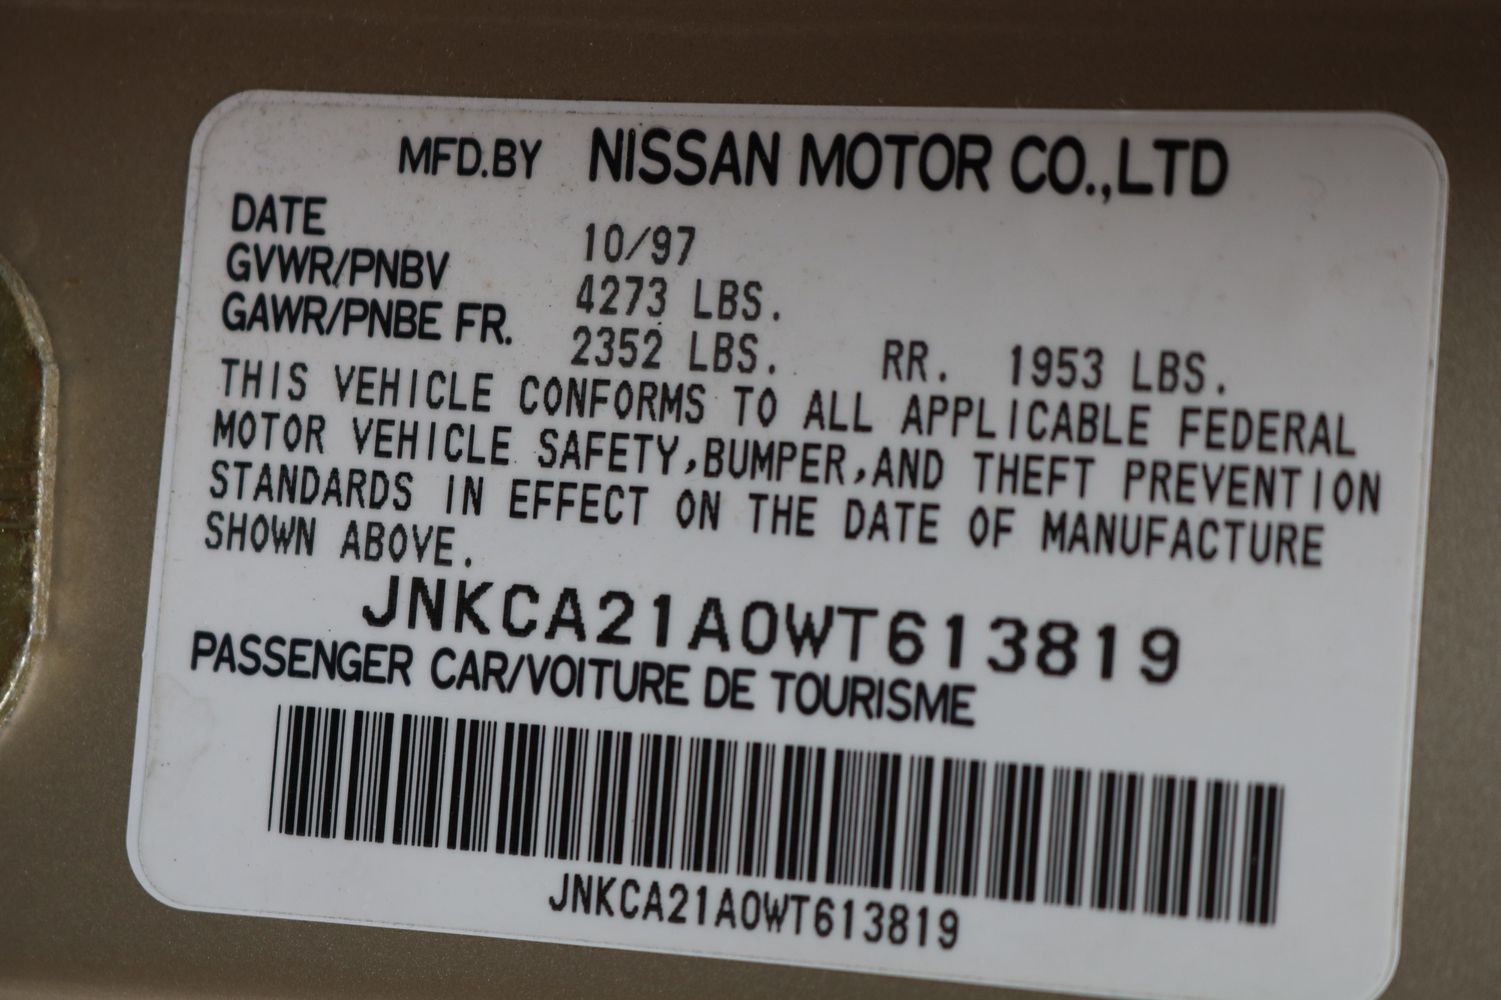 MFD.BY NISSAN MOTOR CO.,LTD
DATE 10/97
GVWR/PNBV 4273 LBS.
GAWR/PNBE FR. 2352 LBS. RR. 1953 LBS.
THIS VEHICLE CONFORMS TO ALL APPLICABLE FEDERAL
MOTOR VEHICLE SAFETY,BUMPER,AND THEFT PREVENTION
STANDARDS IN EFFECT ON THE DATE OF MANUFACTURE
SHOWN ABOVE.
JNKCA21A0WT613819
PASSENGER CAR/VOITURE DE TOURISME
JNKCA21A0WT613819